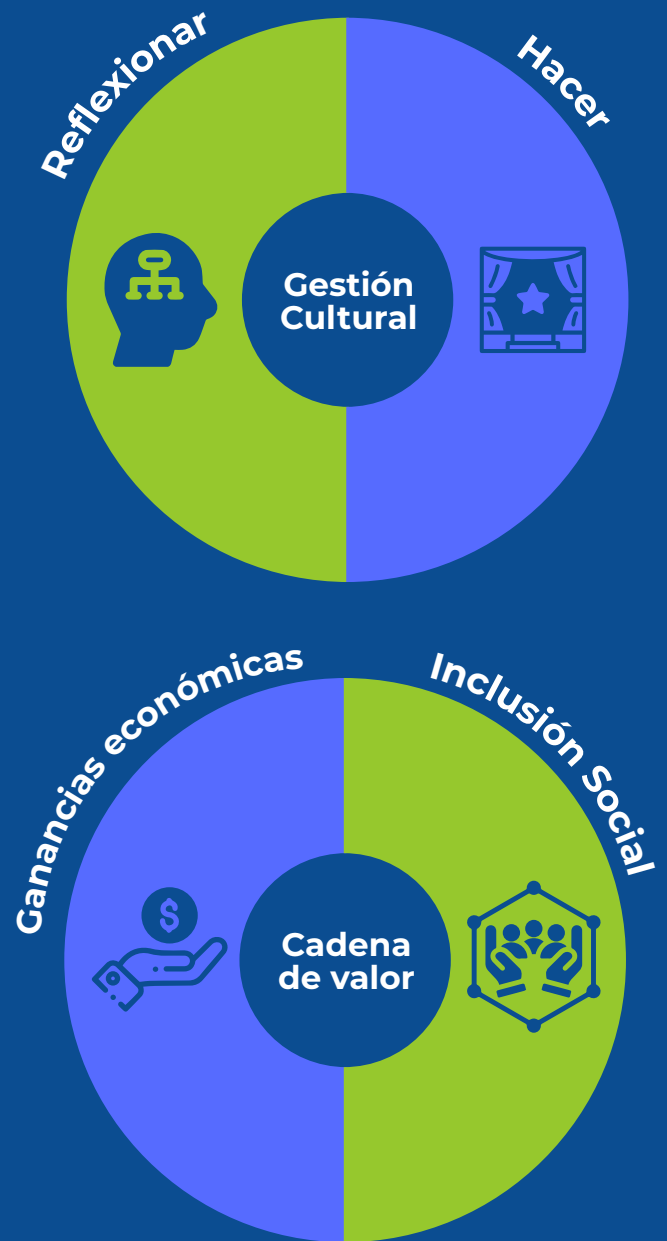 Reflexionar
Hacer
Gestión
Cultural
Ganancias económicas
Inclusión Social
$
Cadena
de valor